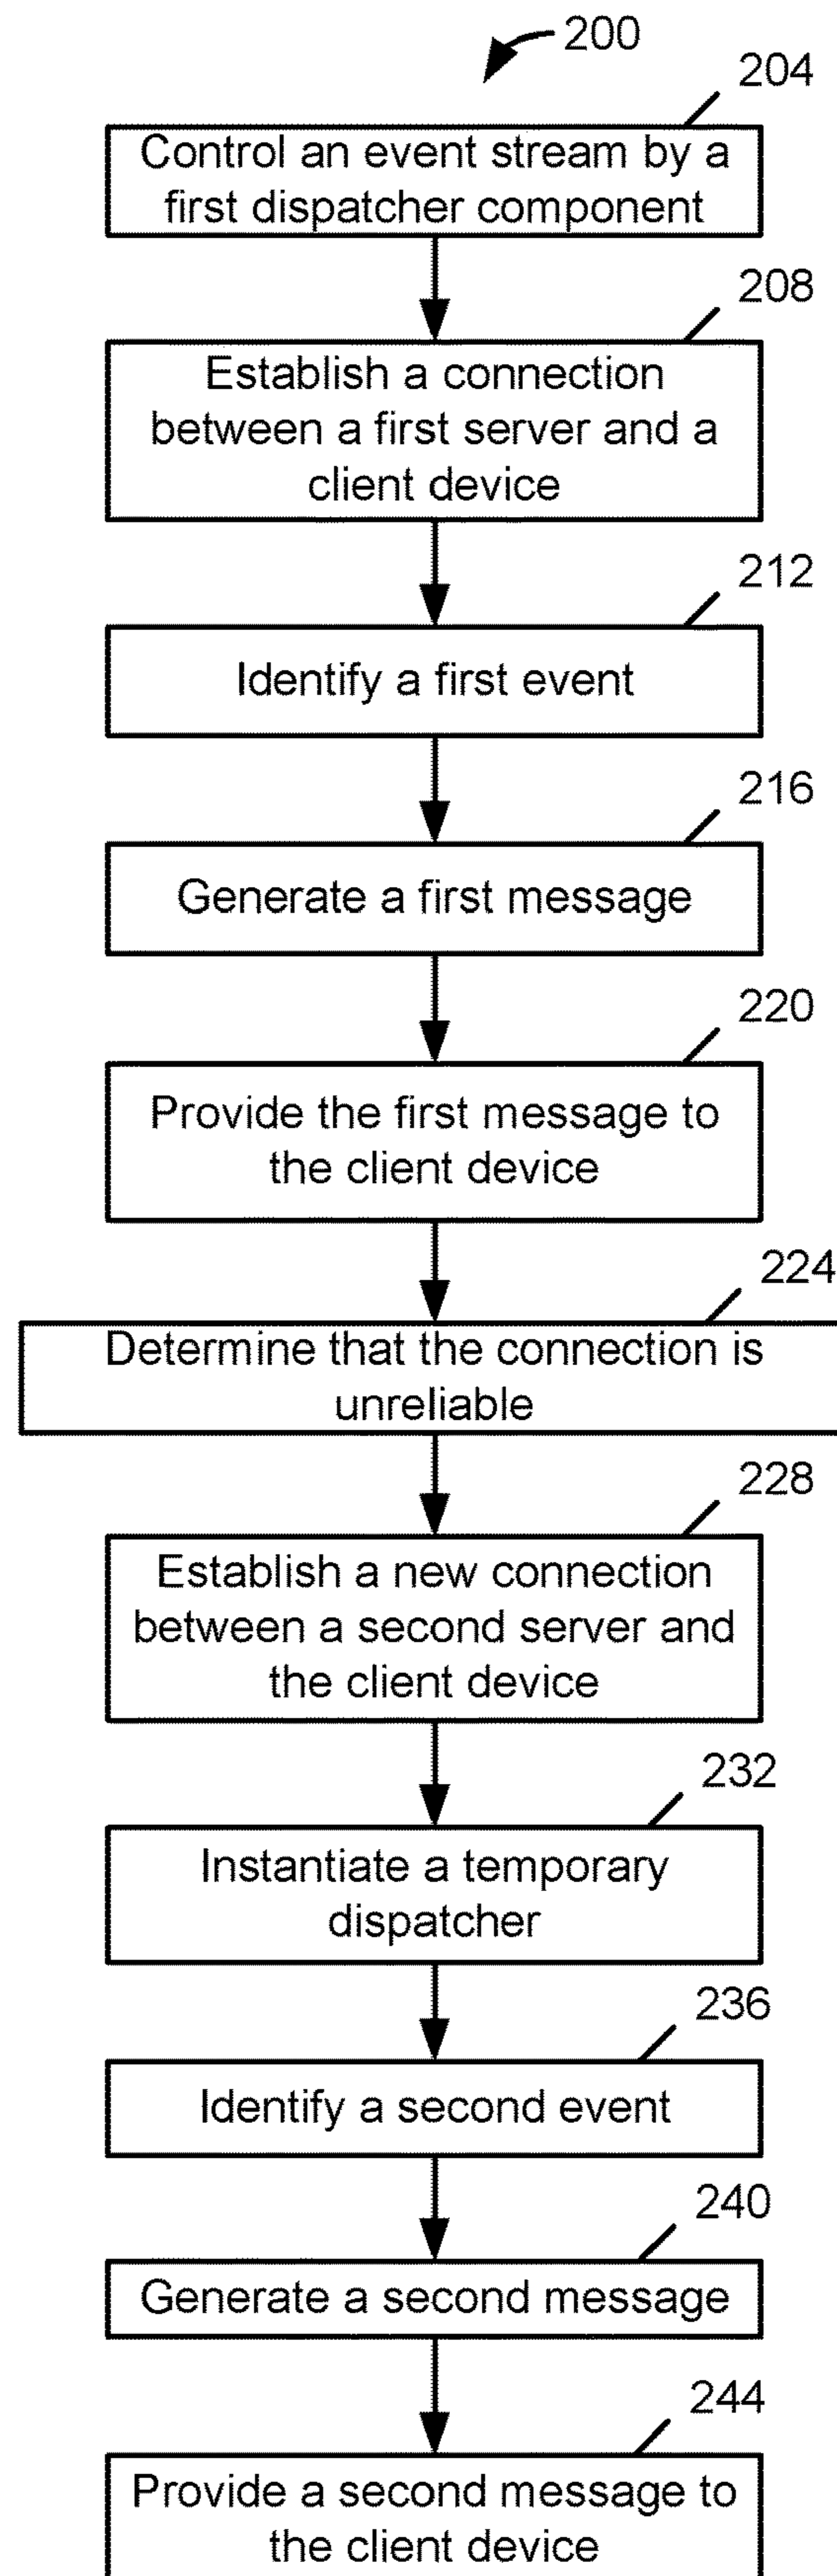 200
204
Control an event stream by a
first dispatcher component
208
Establish a connection
between a first server and a
client device
212
Identify a first event
216
Generate a first message
220
Provide the first message to
the client device
224
Determine that the connection is
unreliable
228
Establish a new connection
between a second server and
the client device
232
Instantiate a temporary
dispatcher
236
Identify a second event
240
Generate a second message
244
Provide a second message to
the client device